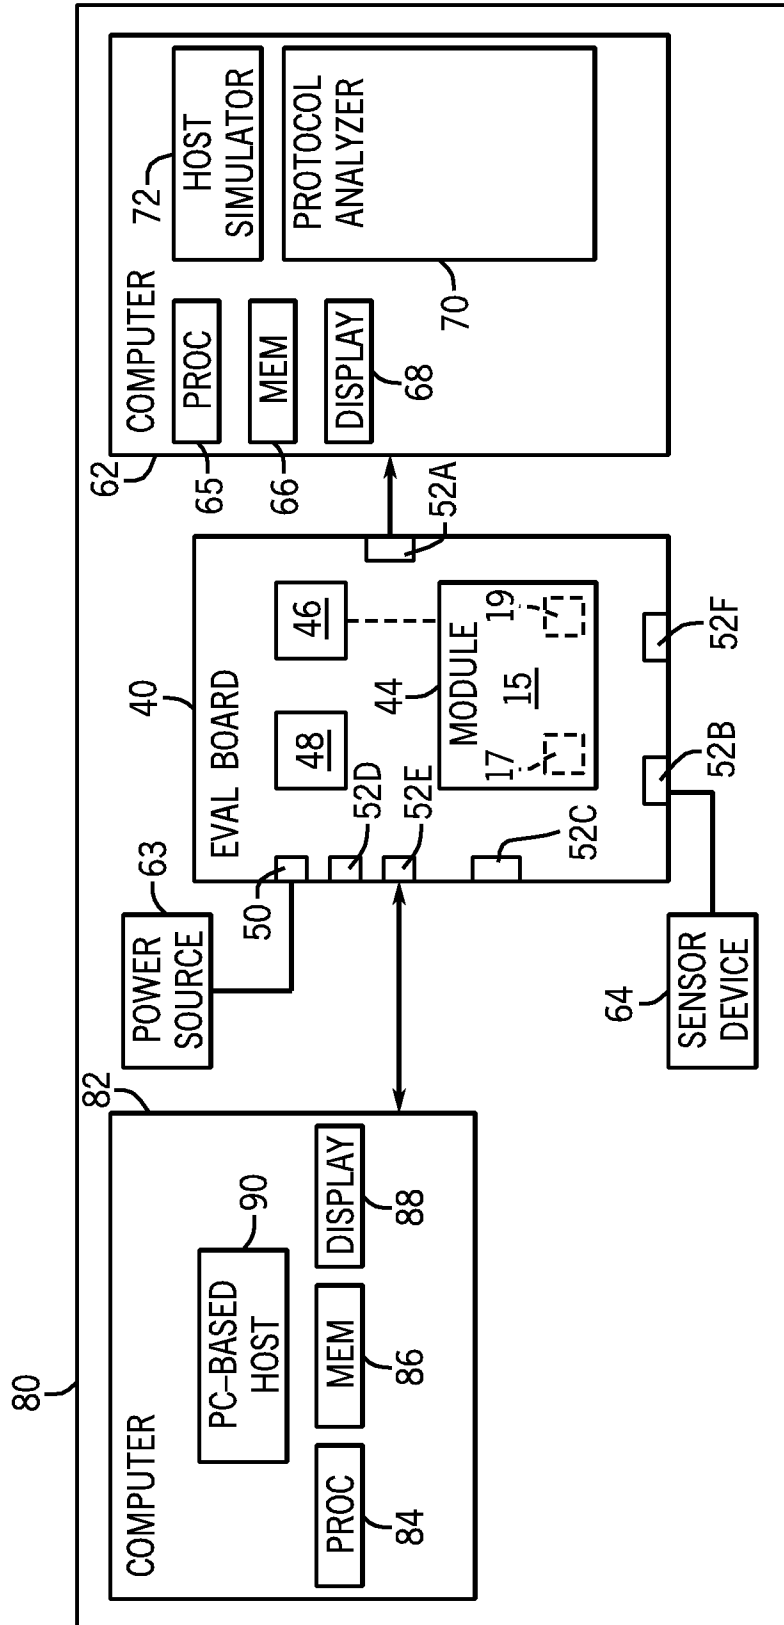 80
COMPUTER
82
PC-BASED
HOST
90
PROC
84
MEM
86
DISPLAY
88
POWER
SOURCE
63
EVAL BOARD
40
50
52D
52E
52C
48
46
MODULE
44
17
15
19
52A
52B
52F
SENSOR
DEVICE
64
COMPUTER
62
PROC
65
MEM
66
DISPLAY
68
HOST
SIMULATOR
72
PROTOCOL
ANALYZER
70